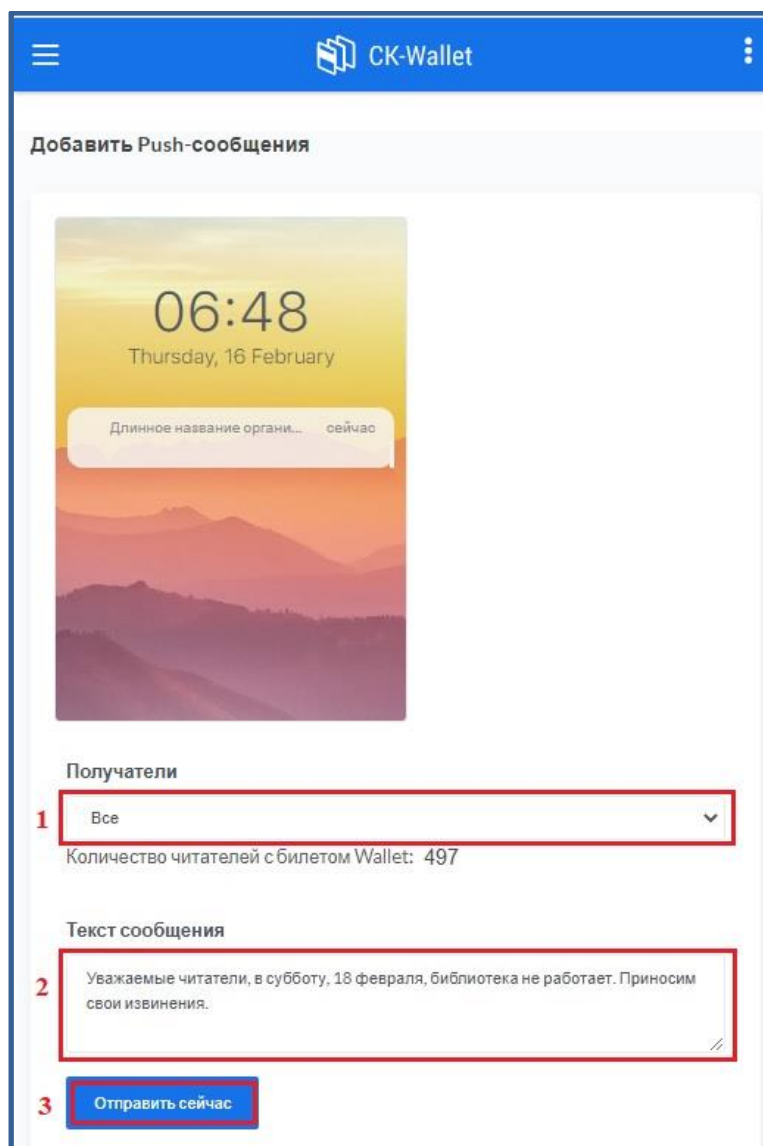 CK-Wallet
Добавить Push-сообщения
06:48
Thursday, 16 February
Длинное название органи... сейчас
Получатели
1 Все
Количество читателей с билетом Wallet: 497
Текст сообщения
2 Уважаемые читатели, в субботу, 18 февраля, библиотека не работает. Приносим
свои извинения.
3 Отправить сейчас